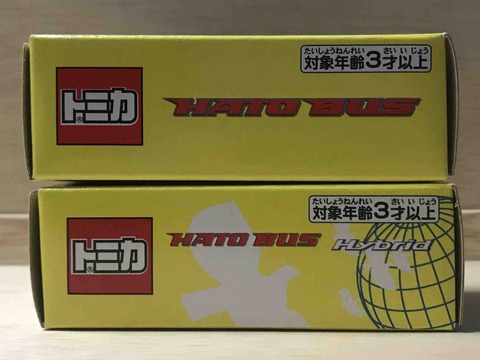 たいしょうねんれい さい いじょう
対象年齢3才以上
トミカ®
HATO BUS
たいしょうねんれい さい いじょう
対象年齢3才以上
トミカ®
HATO BUS Hybrid